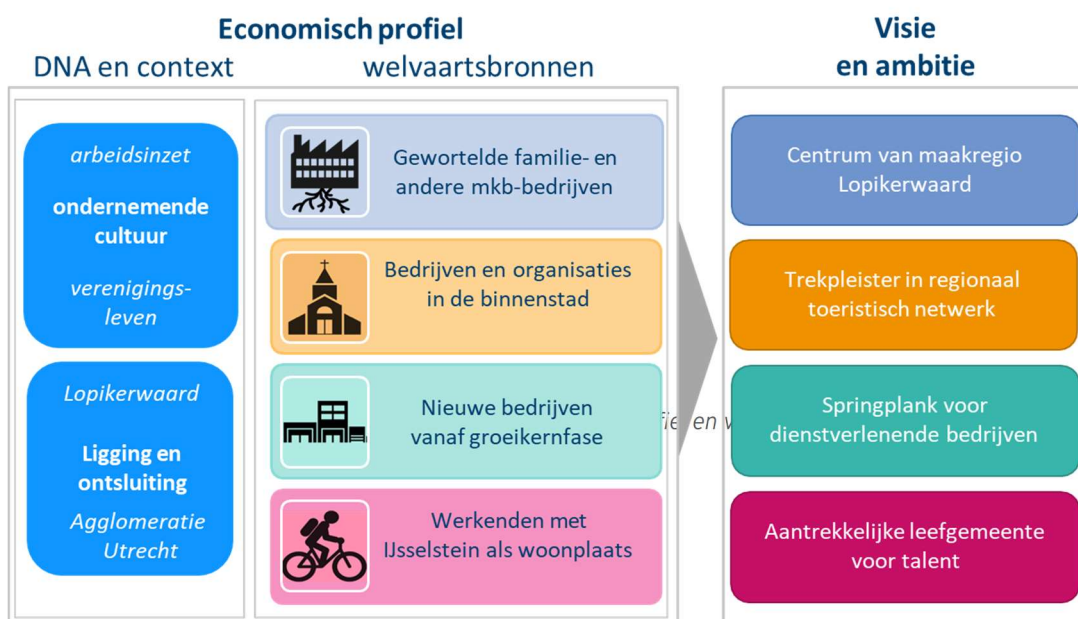 Economisch profiel
DNA en context
welvaartsbronnen
Visie
en ambitie
arbeidsinzet
ondernemende
cultuur
verenigings-
leven
Lopikerwaard
Ligging en
ontsluiting
Agglomeratie
Utrecht
Gewortelde familie- en
andere mkb-bedrijven
Bedrijven en organisaties
in de binnenstad
Nieuwe bedrijven
vanaf groeikernfase
Werkenden met
IJsselstein als woonplaats
en
Centrum van maakregio
Lopikerwaard
Trekpleister in regionaal
toeristisch netwerk
Springplank voor
dienstverlenende bedrijven
Aantrekkelijke leefgemeente
voor talent